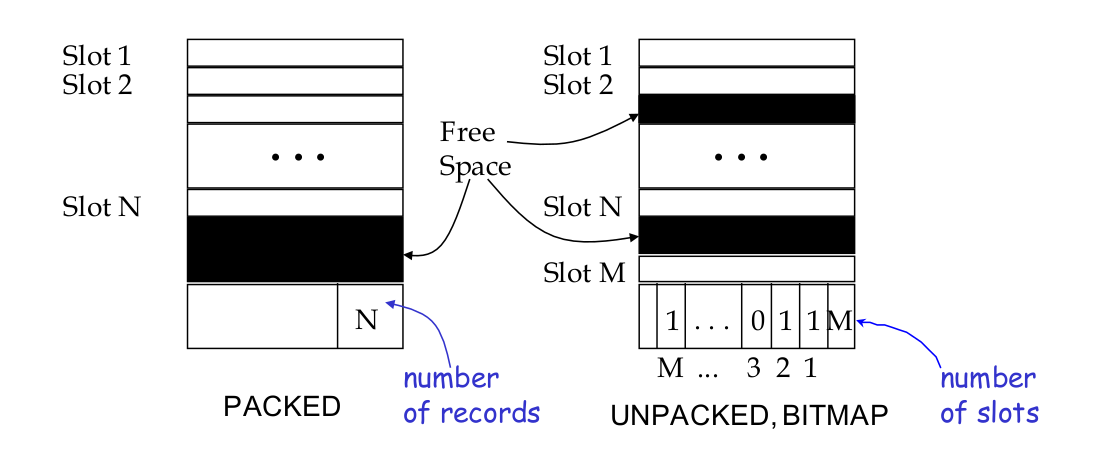 Slot 1
Slot 2
. . .
Slot N
N
number
of records
PACKED
Free
Space
Slot 1
Slot 2
. . .
Slot N
Slot M
1 . . . 0 1 1 M
M ... 3 2 1
number
of slots
UNPACKED, BITMAP